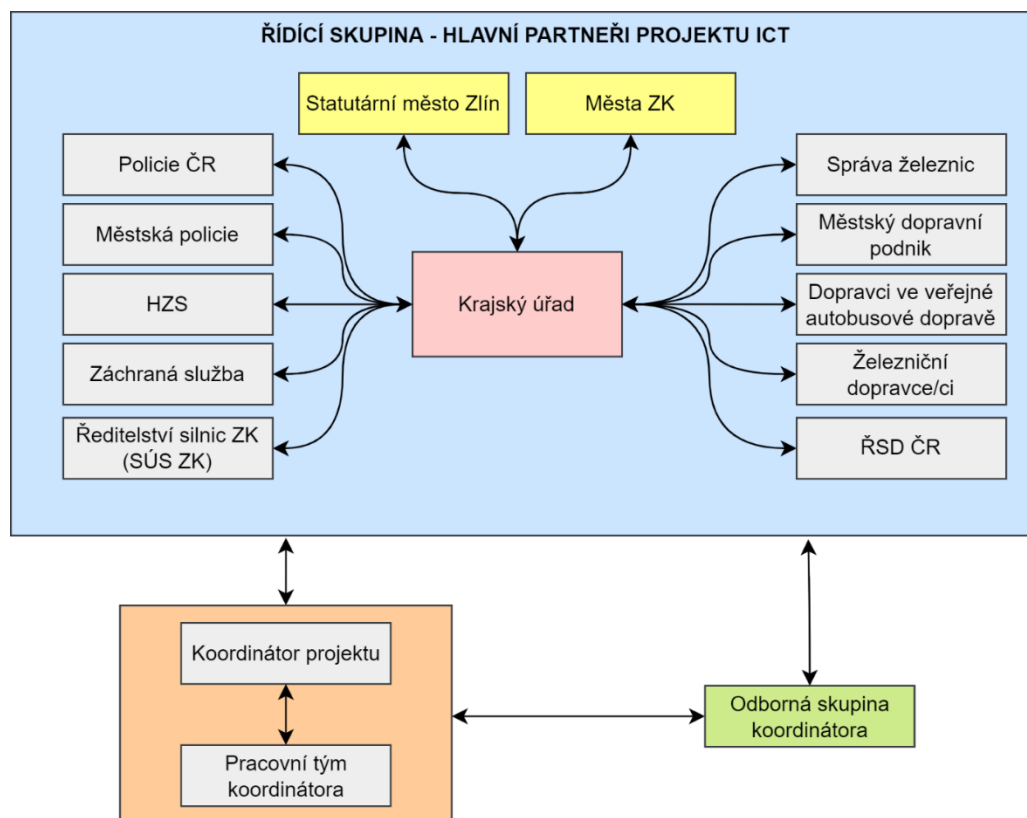 ŘÍDÍCÍ SKUPINA - HLAVNÍ PARTNEŘI PROJEKTU ICT
Statutární město Zlín
Města ZK
Policie ČR
Městská policie
HZS
Záchraná služba
Ředitelství silnic ZK
(SÚS ZK)
Krajský úřad
Správa železnic
Městský dopravní
podnik
Dopravci ve veřejné
autobusové dopravě
Železniční
dopravce/ci
ŘSD ČR
Koordinátor projektu
Pracovní tým
koordinátora
Odborná skupina
koordinátora